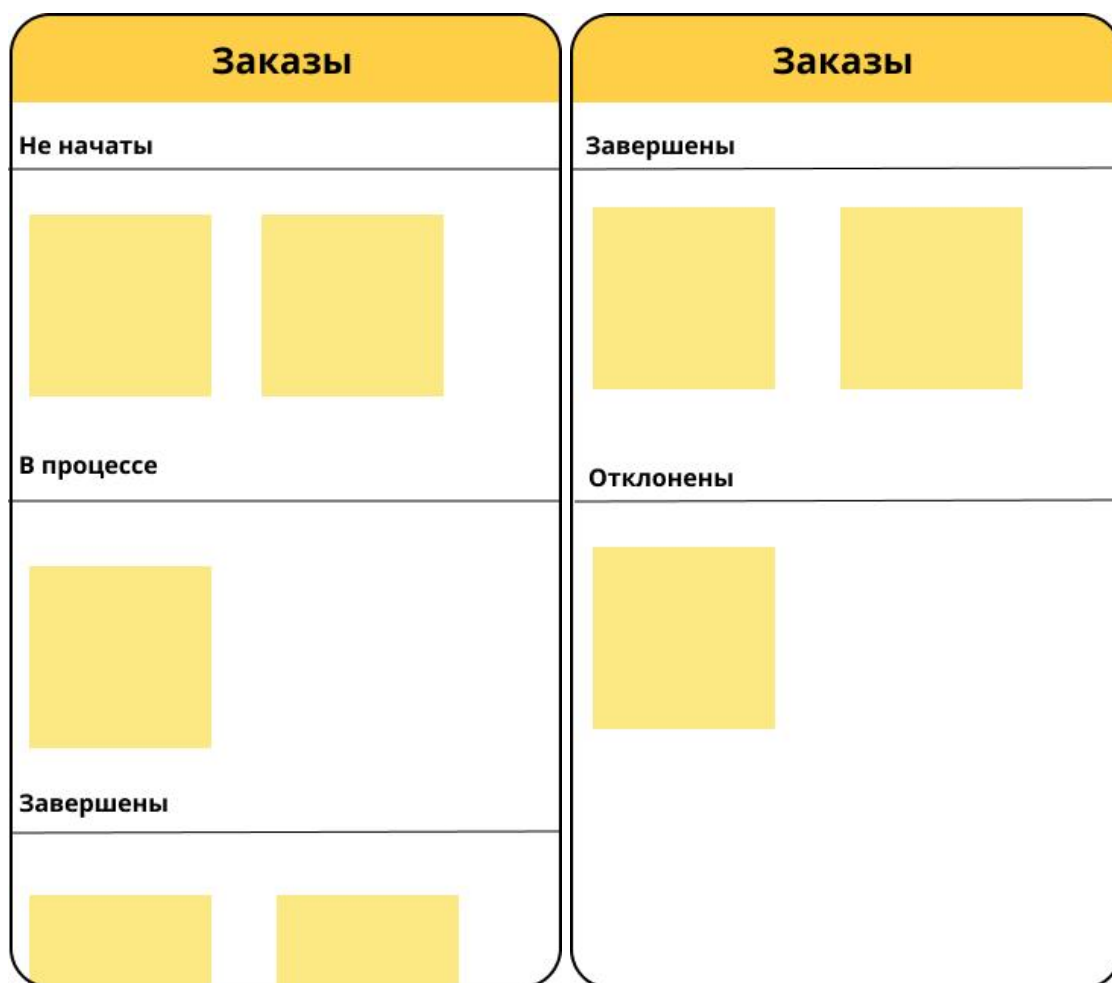 Заказы
Не начаты
В процессе
Завершены
Заказы
Завершены
Отклонены